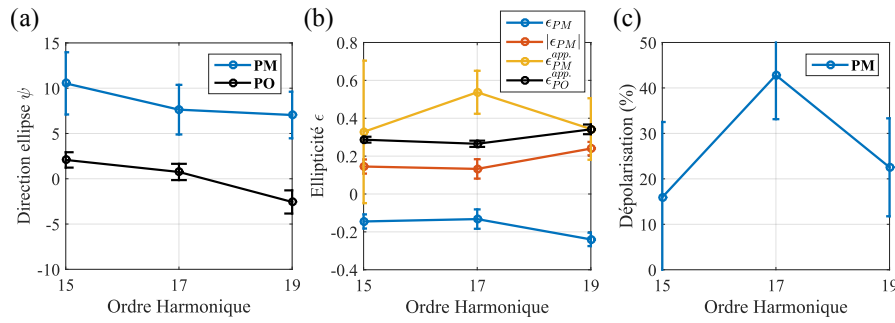 (a)
Direction ellipse ψ
15
10
5
0
-5
-10
PM
PO
15 17 19
Ordre Harmonique
(b)
Ellipticité ϵ
0.8
0.6
0.4
0.2
0
-0.2
-0.4
ϵ_PM
|ϵ_PM|
ϵ_PM^app.
ϵ_PO^app.
15 17 19
Ordre Harmonique
(c)
Dépolarisation (%)
50
40
30
20
10
0
PM
15 17 19
Ordre Harmonique